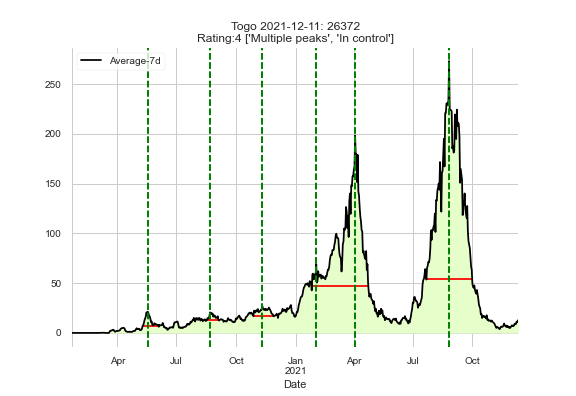 Togo 2021-12-11: 26372
Rating:4 ['Multiple peaks', 'In control']
Average-7d
250
200
150
100
50
0
Apr Jul Oct Jan Apr Jul Oct
2021
Date